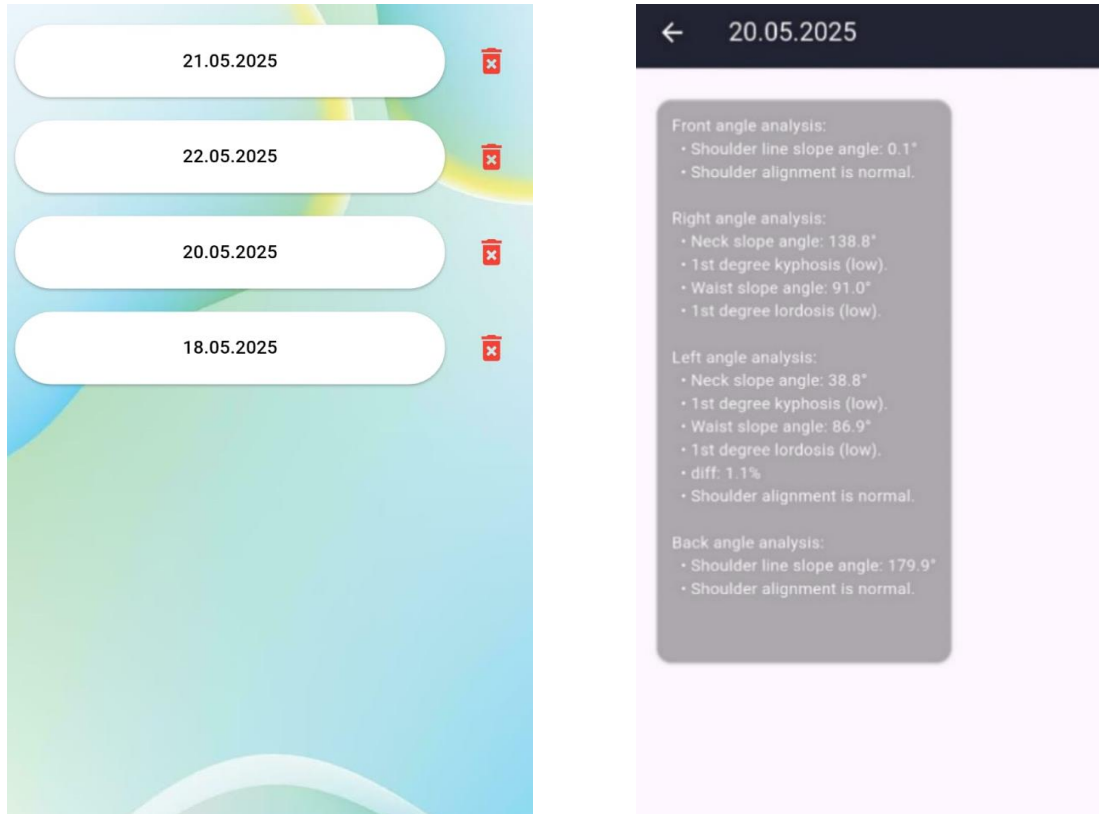 21.05.2025
22.05.2025
20.05.2025
18.05.2025
20.05.2025
Front angle analysis:
• Shoulder line slope angle: 0.1°
• Shoulder alignment is normal.
Right angle analysis:
• Neck slope angle: 138.8°
• 1st degree kyphosis (low).
• Waist slope angle: 91.0°
• 1st degree lordosis (low).
Left angle analysis:
• Neck slope angle: 38.8°
• 1st degree kyphosis (low).
• Waist slope angle: 86.9°
• 1st degree lordosis (low).
• diff: 1.1%
• Shoulder alignment is normal.
Back angle analysis:
• Shoulder line slope angle: 179.9°
• Shoulder alignment is normal.